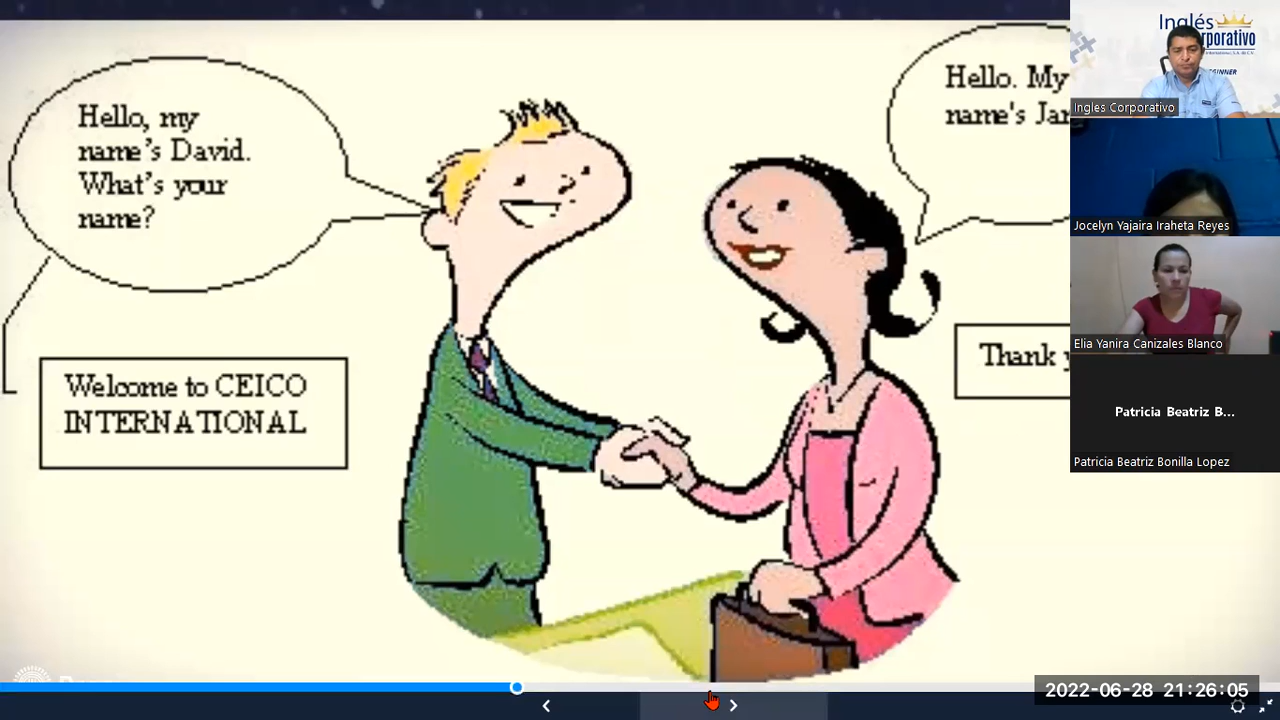 Hello, my
name's David.
What's your
name?
Welcome to CEICO
INTERNATIONAL
Hello. My
name's
Thank
Inglés
Ingles Corporativo
Jocelyn Yajaira Iraheta Reyes
Elia Yanira Canizales Blanco
Patricia Beatriz B...
Patricia Beatriz Bonilla Lopez
2022-06-28 21:26:05